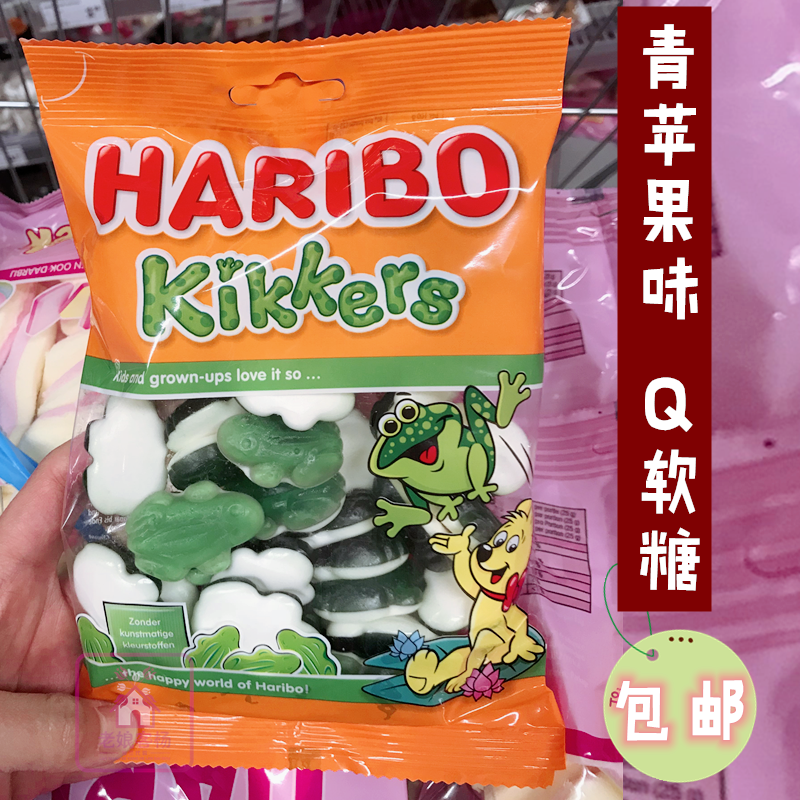 HARIBO
Kikkers
Kids and grown-ups love it so ...
Zonder
kunstmatige
kleurstoffen
... the happy world of Haribo!
青苹果味 Q软糖
包邮